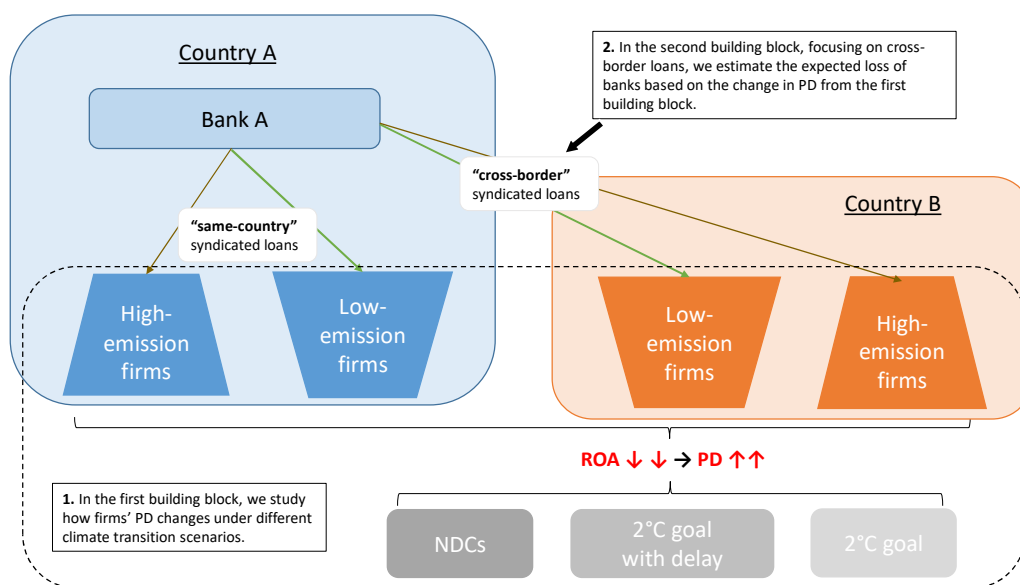 Country A
2. In the second building block, focusing on cross-
border loans, we estimate the expected loss of
banks based on the change in PD from the first
building block.
Bank A
“cross-border”
syndicated loans
Country B
“same-country”
syndicated loans
High-
emission
firms
Low-
emission
firms
Low-
emission
firms
High-
emission
firms
ROA ↓ ↓ → PD ↑↑
1. In the first building block, we study
how firms’ PD changes under different
climate transition scenarios.
NDCs
2°C goal
with delay
2°C goal